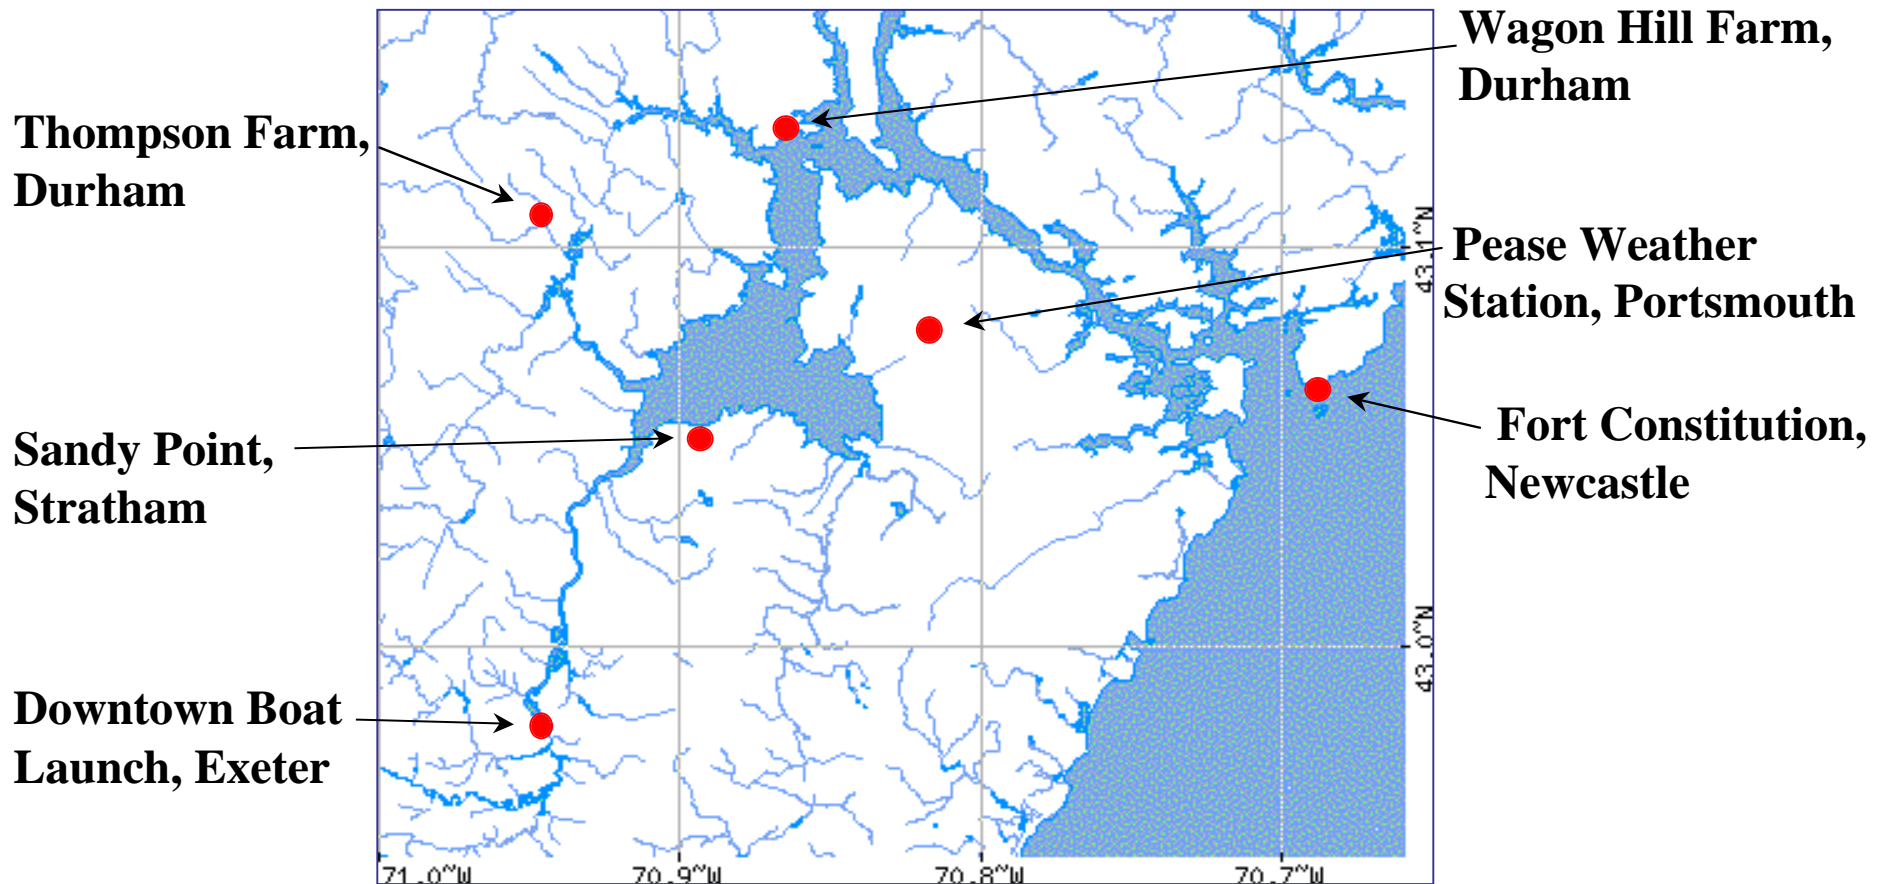 Wagon Hill Farm,
Durham
Thompson Farm,
Durham
Pease Weather
Station, Portsmouth
Fort Constitution,
Newcastle
Sandy Point,
Stratham
Downtown Boat
Launch, Exeter
43.1~N
43.0~N
71.0~W
70.9~W
70.8~W
70.7~W